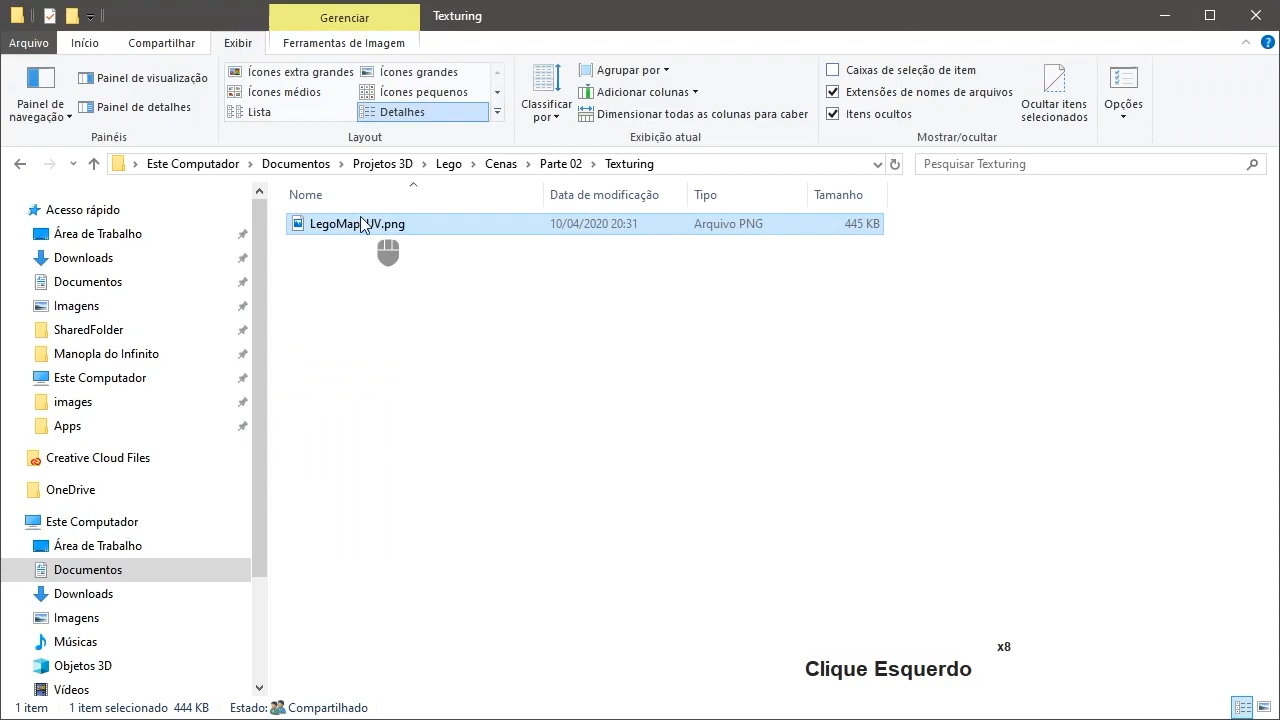 Gerenciar
Texturing
Arquivo
Início
Compartilhar
Exibir
Ferramentas de Imagem
Painel de navegação
Painel de visualização
Painel de detalhes
Painéis
Ícones extra grandes
Ícones grandes
Ícones médios
Ícones pequenos
Lista
Detalhes
Layout
Classificar por
Agrupar por
Adicionar colunas
Dimensionar todas as colunas para caber
Exibição atual
Caixas de seleção de item
Extensões de nomes de arquivos
Itens ocultos
Ocultar itens selecionados
Mostrar/ocultar
Opções
Este Computador > Documentos > Projetos 3D > Lego > Cenas > Parte 02 > Texturing
Pesquisar Texturing
Nome
Data de modificação
Tipo
Tamanho
10/04/2020 20:31
Arquivo PNG
445 KB
Acesso rápido
Área de Trabalho
Downloads
Documentos
Imagens
SharedFolder
Manopla do Infinito
Este Computador
images
Apps
Creative Cloud Files
OneDrive
Este Computador
Área de Trabalho
Documentos
Downloads
Imagens
Músicas
Objetos 3D
Vídeos
x8
Clique Esquerdo
1 item
1 item selecionado 444 KB
Estado: Compartilhado